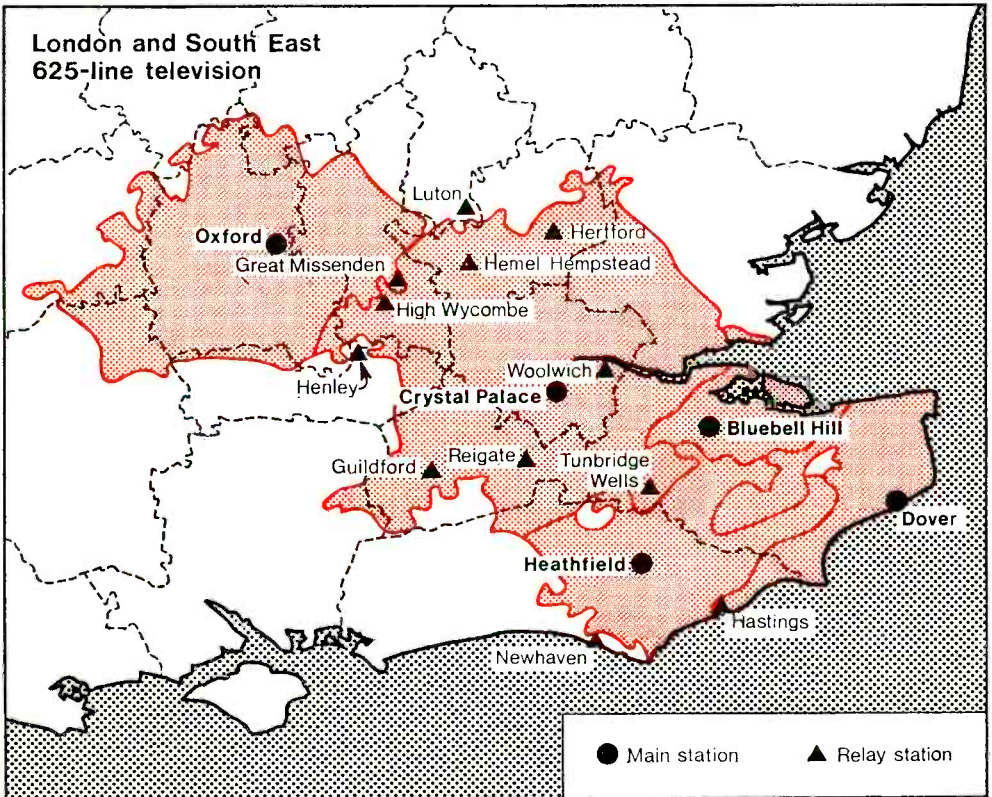 London and South East
625-line television
Luton
Oxford
Hertford
Great Missenden
Hemel Hempstead
High Wycombe
Henley
Woolwich
Crystal Palace
Bluebell Hill
Guildford
Reigate
Tunbridge
Wells
Dover
Heathfield
Hastings
Newhaven
Main station
Relay station